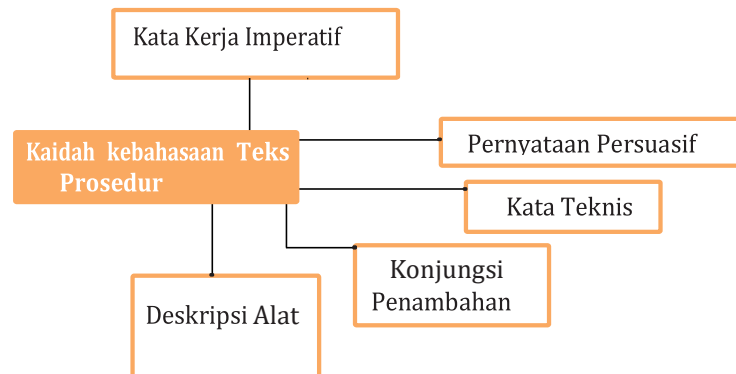 Kata Kerja Imperatif
Kaidah kebahasaan Teks
Prosedur
Pernyataan Persuasif
Kata Teknis
Konjungsi
Penambahan
Deskripsi Alat